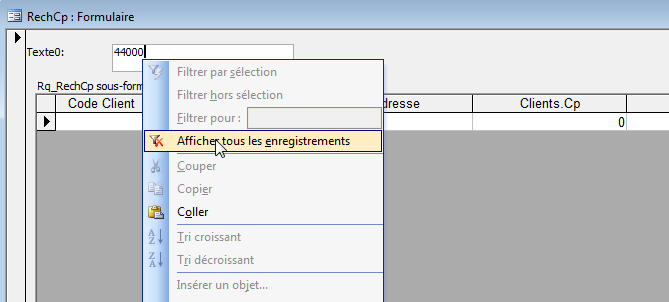 RechCp : Formulaire
Texte0:
44000
Rq_RechCp sous-form
Code Client
dresse
Clients.Cp
0
Filtrer par sélection
Filtrer hors sélection
Filtrer pour :
Afficher tous les enregistrements
Couper
Copier
Coller
Tri croissant
Tri décroissant
Insérer un objet...